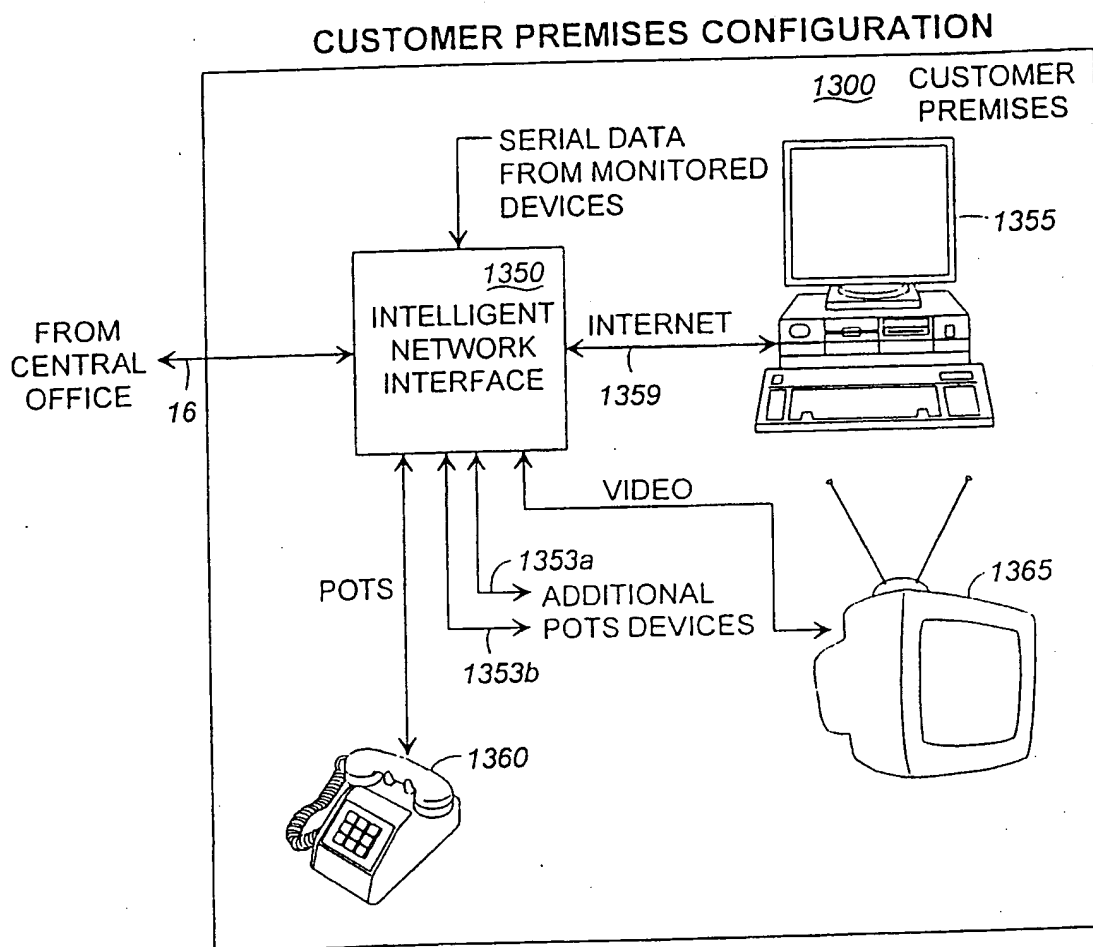 CUSTOMER PREMISES CONFIGURATION
1300 CUSTOMER
PREMISES
SERIAL DATA
FROM MONITORED
DEVICES
1355
1350
INTELLIGENT
NETWORK
INTERFACE
FROM
CENTRAL
OFFICE
16
INTERNET
1359
VIDEO
1353a
ADDITIONAL
POTS DEVICES
1353b
POTS
1365
1360